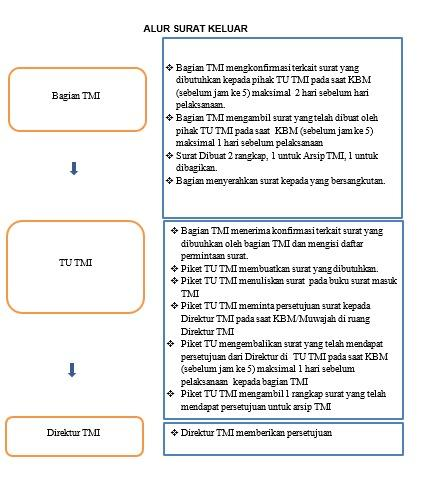 ALUR SURAT KELUAR
Bagian TMI
❖ Bagian TMI mengkonfirmasi terkait surat yang
dibutuhkan kepada pihak TU TMI pada saat KBM
(sebelum jam ke 5) maksimal 2 hari sebelum hari
pelaksanaan.
❖ Bagian TMI mengambil surat yang telah dibuat oleh
pihak TU TMI pada saat KBM (sebelum jam ke 5)
maksimal 1 hari sebelum pelaksanaan
❖ Surat Dibuat 2 rangkap, 1 untuk Arsip TMI, 1 untuk
dibagikan.
❖ Bagian menyerahkan surat kepada yang bersangkutan.
TU TMI
❖ Bagian TMI menerima konfirmasi terkait surat yang
dibuuhkan oleh bagian TMI dan mengisi daftar
permintaan surat.
❖ Piket TU TMI membuatkan surat yang dibutuhkan.
❖ Piket TU TMI menuliskan surat pada buku surat masuk
TMI
❖ Piket TU TMI meminta persetujuan surat kepada
Direktur TMI pada saat KBM/Muwajah di ruang
Direktur TMI
❖ Piket TU mengembalikan surat yang telah mendapat
persetujuan dari Direktur di TU TMI pada saat KBM
(sebelum jam ke 5) maksimal 1 hari sebelum
pelaksanaan kepada bagian TMI
❖ Piket TU TMI mengambil 1 rangkap surat yang telah
mendapat persetujuan untuk arsip TMI
Direktur TMI
❖ Direktur TMI memberikan persetujuan